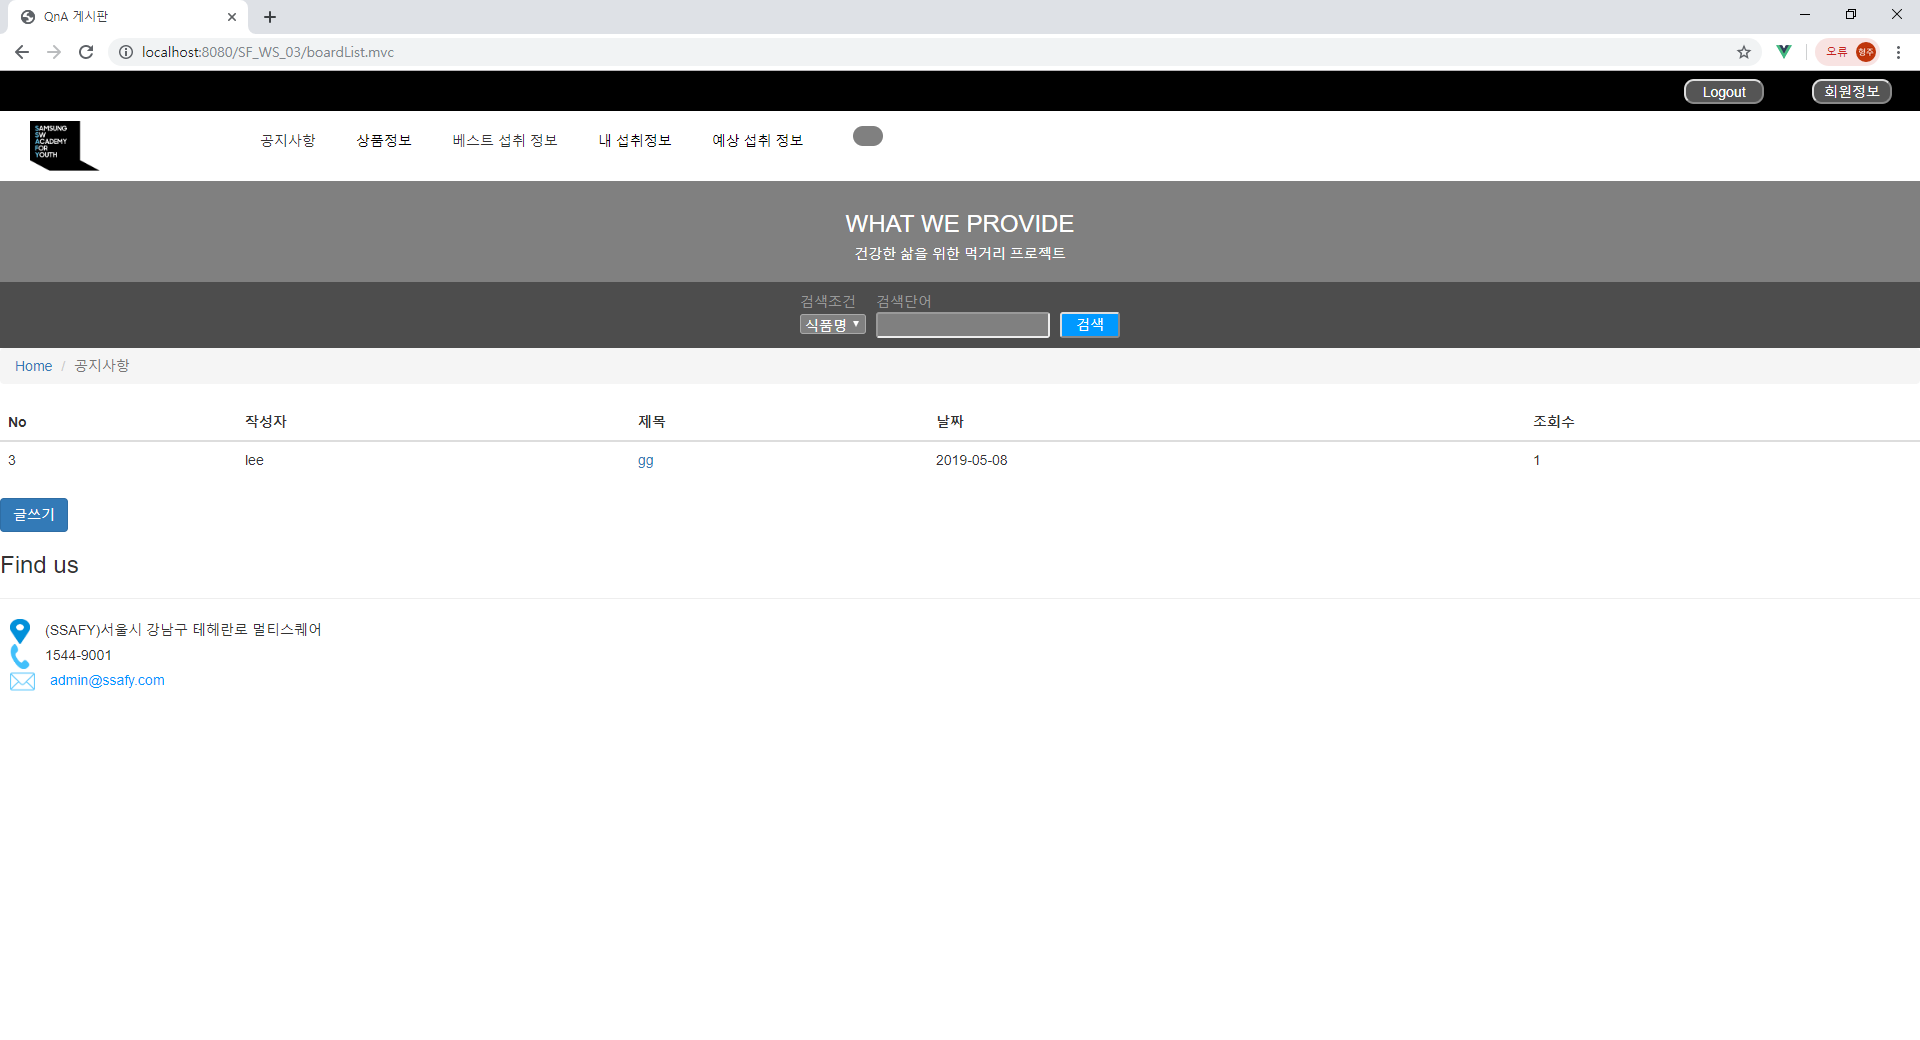 QnA 게시판
localhost:8080/SF_WS_03/boardList.mvc
오류 형주
Logout 회원정보
SAMSUNG
SW
ACADEMY
FOR
YOUTH
공지사항 상품정보 베스트 섭취 정보 내 섭취정보 예상 섭취 정보
WHAT WE PROVIDE
건강한 삶을 위한 먹거리 프로젝트
검색조건 검색단어
식품명 검색
Home / 공지사항
No 작성자 제목 날짜 조회수
3 lee gg 2019-05-08 1
글쓰기
Find us
(SSAFY)서울시 강남구 테헤란로 멀티스퀘어
1544-9001
admin@ssafy.com